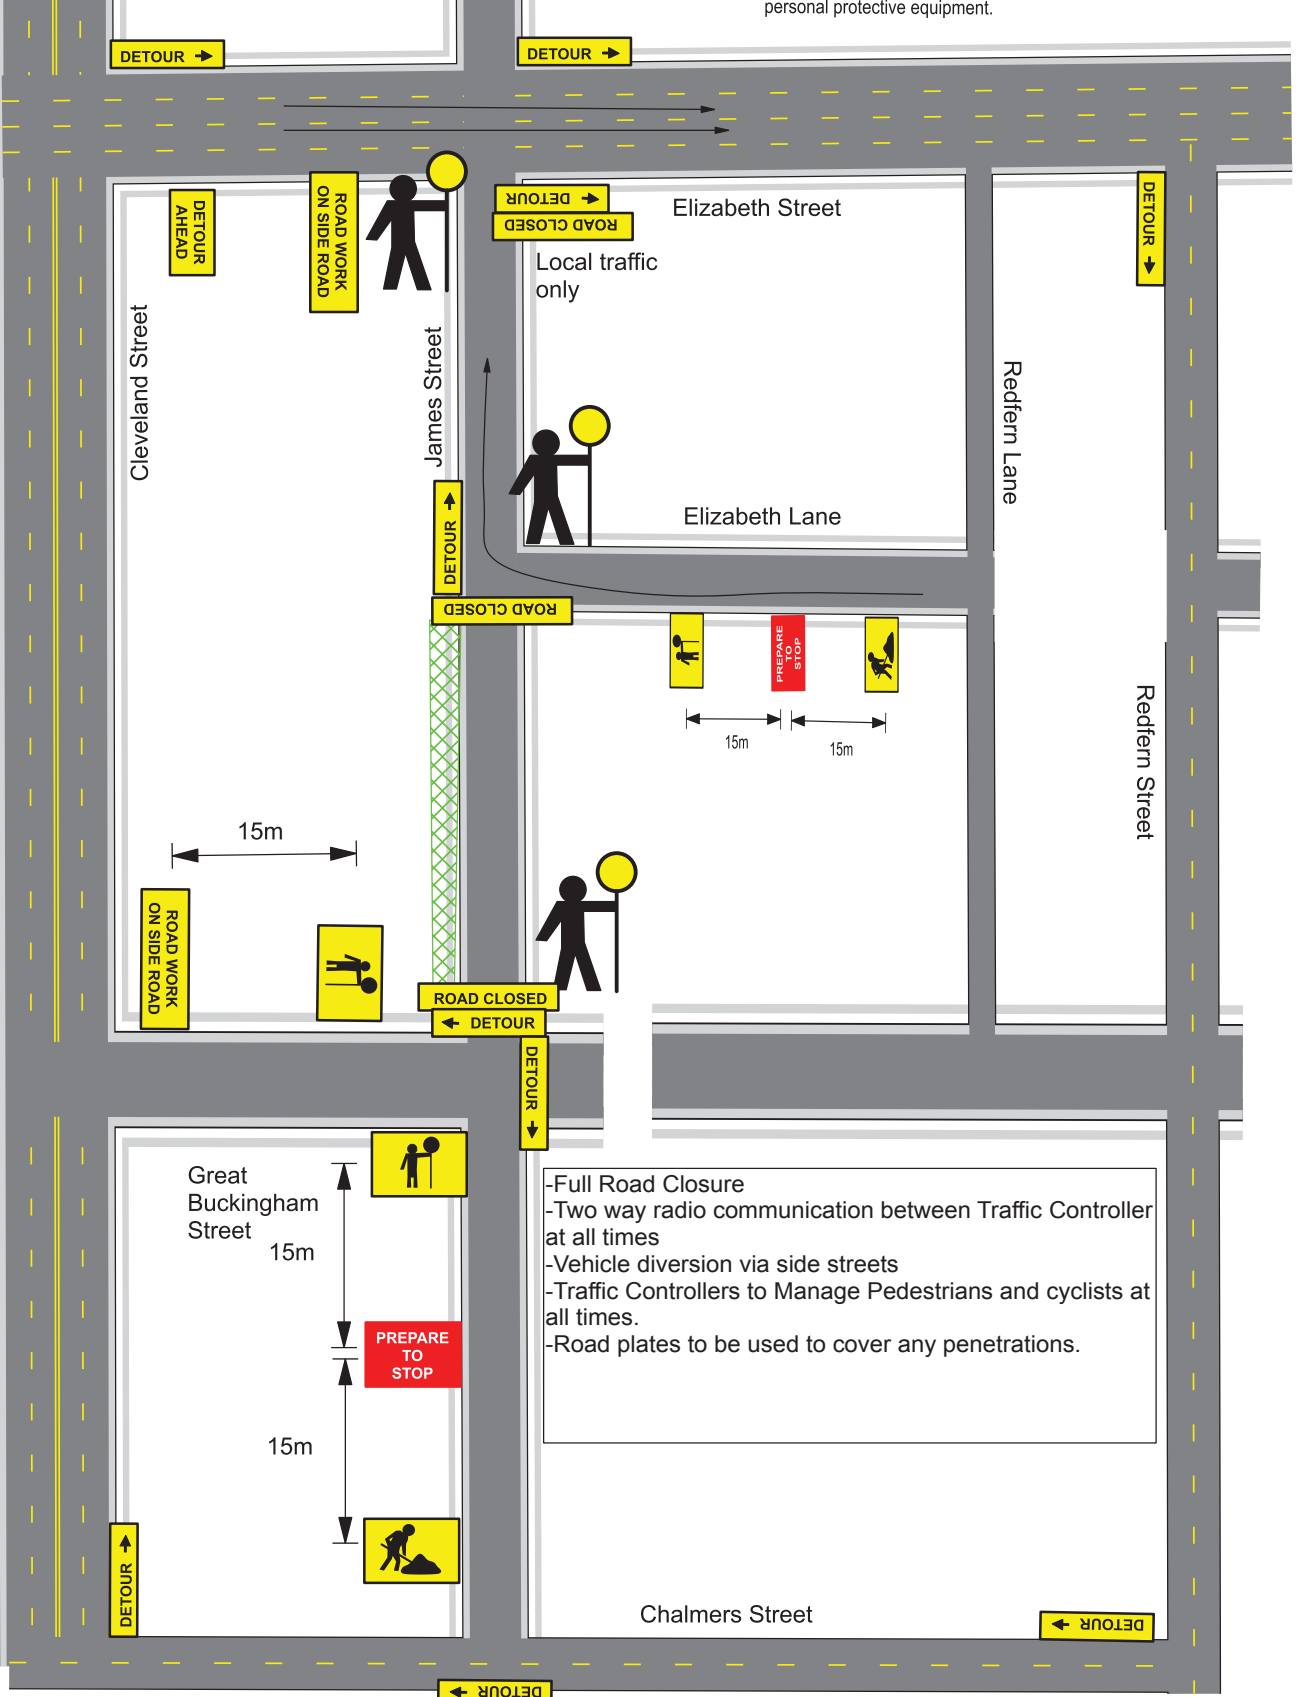 personal protective equipment.
DETOUR →
DETOUR →
DETOUR
AHEAD
ROAD WORK
ON SIDE ROAD
DETOUR →
ROAD CLOSED
Elizabeth Street
DETOUR →
Local traffic
only
Cleveland Street
James Street
Redfern Lane
DETOUR →
Elizabeth Lane
ROAD CLOSED
PREPARE
TO
STOP
15m
15m
Redfern Street
15m
ROAD WORK
ON SIDE ROAD
ROAD CLOSED
← DETOUR
DETOUR →
Great
Buckingham
Street
15m
-Full Road Closure
-Two way radio communication between Traffic Controller
at all times
-Vehicle diversion via side streets
-Traffic Controllers to Manage Pedestrians and cyclists at
all times.
-Road plates to be used to cover any penetrations.
PREPARE
TO
STOP
15m
DETOUR →
Chalmers Street
← DETOUR
← DETOUR